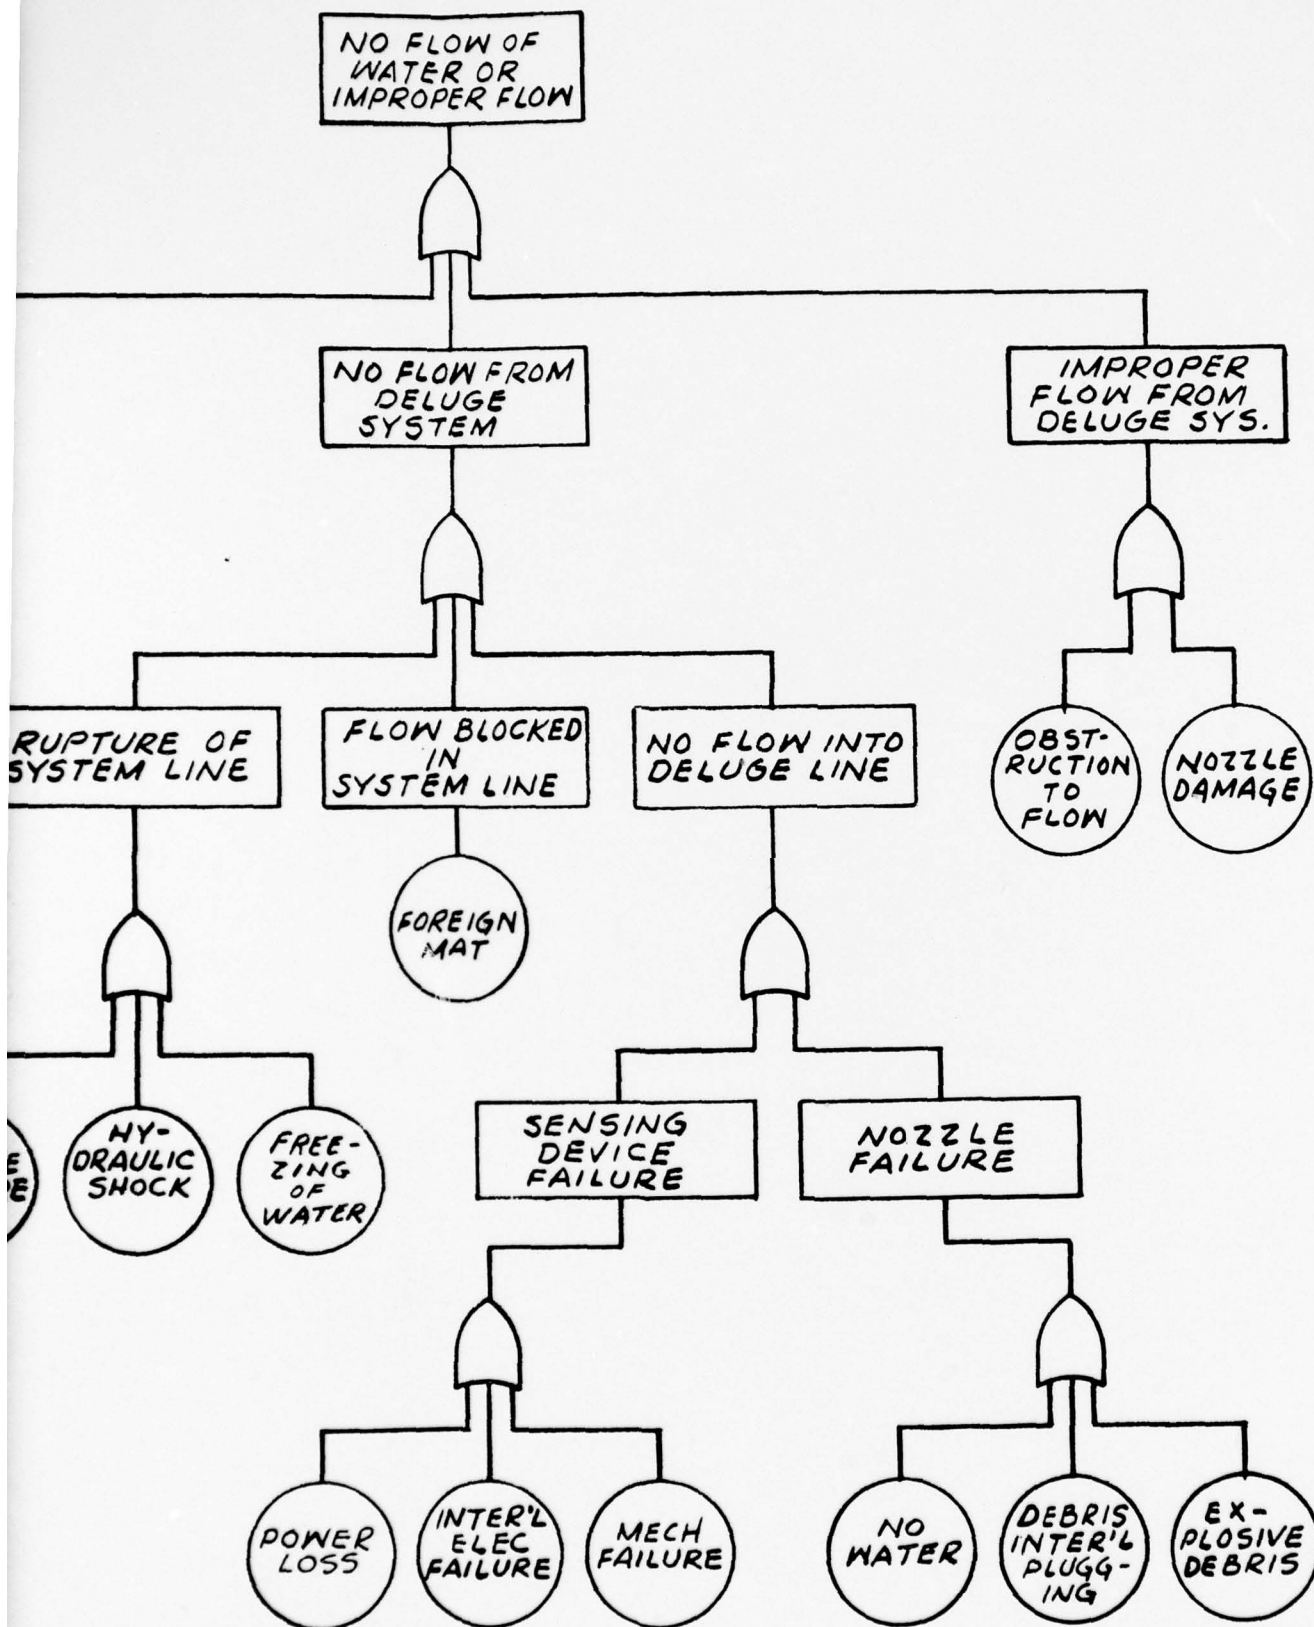 NO FLOW OF
WATER OR
IMPROPER FLOW
NO FLOW FROM
DELUGE
SYSTEM
IMPROPER
FLOW FROM
DELUGE SYS.
RUPTURE OF
SYSTEM LINE
FLOW BLOCKED
IN
SYSTEM LINE
NO FLOW INTO
DELUGE LINE
OBST-
RUCTION
TO
FLOW
NOZZLE
DAMAGE
FOREIGN
MAT
HY-
DRAULIC
SHOCK
FREE-
ZING
OF
WATER
SENSING
DEVICE
FAILURE
NOZZLE
FAILURE
POWER
LOSS
INTER'L
ELEC
FAILURE
MECH
FAILURE
NO
WATER
DEBRIS
INTER'L
PLUGG-
ING
EX-
PLOSIVE
DEBRIS